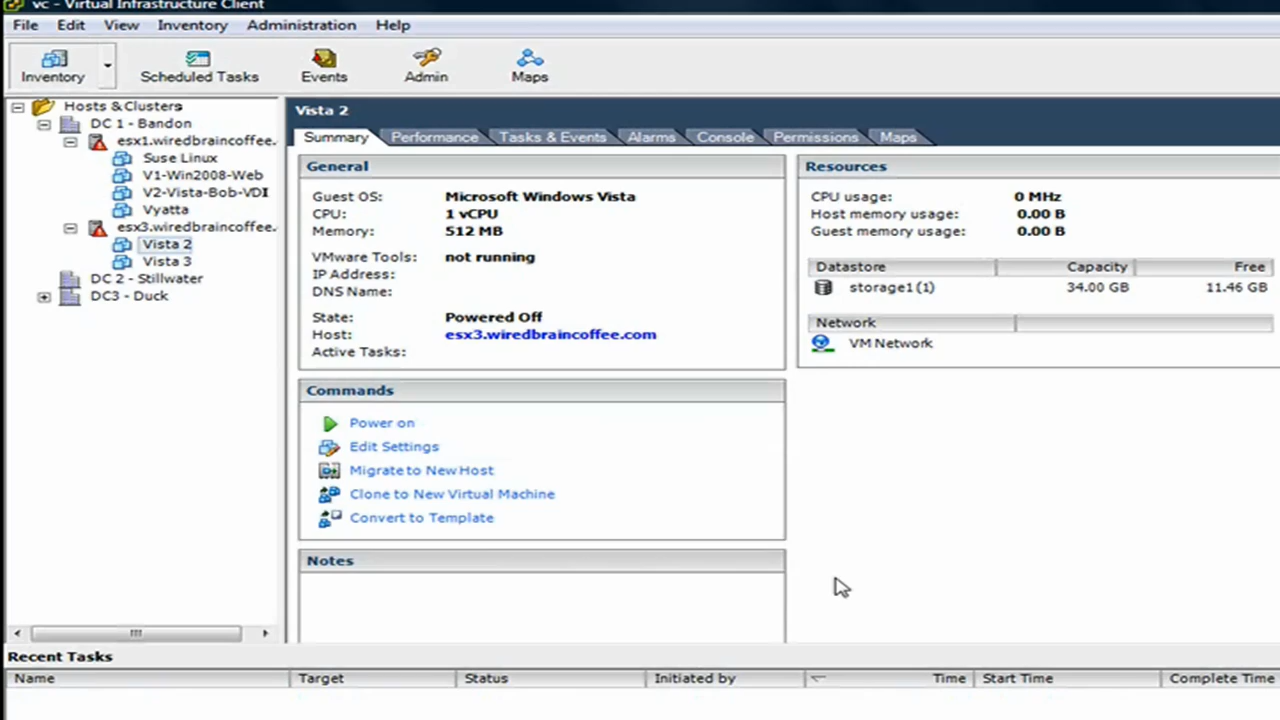 vc - Virtual Infrastructure Client
File Edit View Inventory Administration Help
Inventory Scheduled Tasks Events Admin Maps
Hosts & Clusters
DC 1 - Bandon
esx1.wiredbraincoffee.
Suse Linux
V1-Win2008-Web
V2-Vista-Bob-VDI
Vyatta
esx3.wiredbraincoffee.
Vista 2
Vista 3
DC 2 - Stillwater
DC3 - Duck
Vista 2
Summary Performance Tasks & Events Alarms Console Permissions Maps
General
Guest OS: Microsoft Windows Vista
CPU: 1 vCPU
Memory: 512 MB
VMware Tools: not running
IP Address:
DNS Name:
State: Powered Off
Host: esx3.wiredbraincoffee.com
Active Tasks:
Commands
Power on
Edit Settings
Migrate to New Host
Clone to New Virtual Machine
Convert to Template
Notes
Resources
CPU usage: 0 MHz
Host memory usage: 0.00 B
Guest memory usage: 0.00 B
Datastore Capacity Free
storage1 (1) 34.00 GB 11.46 GB
Network
VM Network
Recent Tasks
Name Target Status Initiated by Time Start Time Complete Time